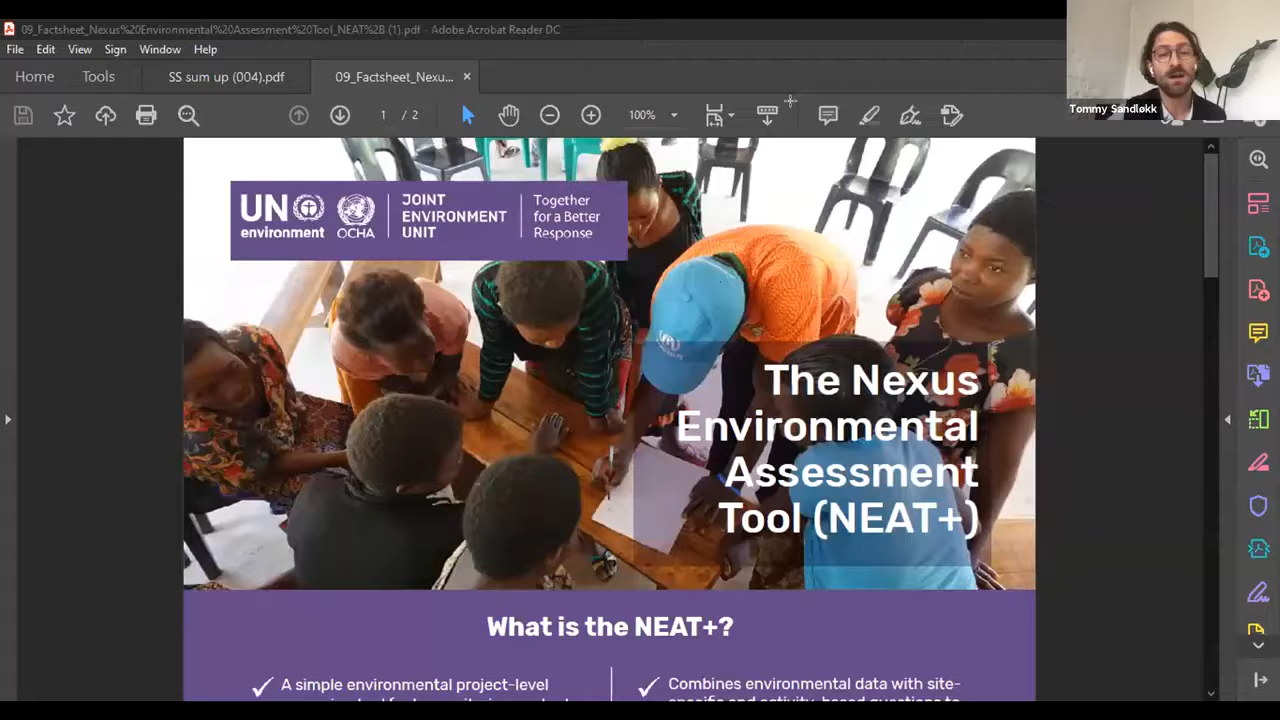 09_Factsheet_Nexus%20Environmental%20Assessment%20Tool_NEAT%2B (1).pdf - Adobe Acrobat Reader DC
File Edit View Sign Window Help
Home Tools SS sum up (004).pdf 09_Factsheet_Nexu... ×
1 / 2 100%
Tommy Sandløkk
UN
environment
OCHA
JOINT
ENVIRONMENT
UNIT
Together
for a Better
Response
The Nexus
Environmental
Assessment
Tool (NEAT+)
What is the NEAT+?
A simple environmental project-level
Combines environmental data with site-